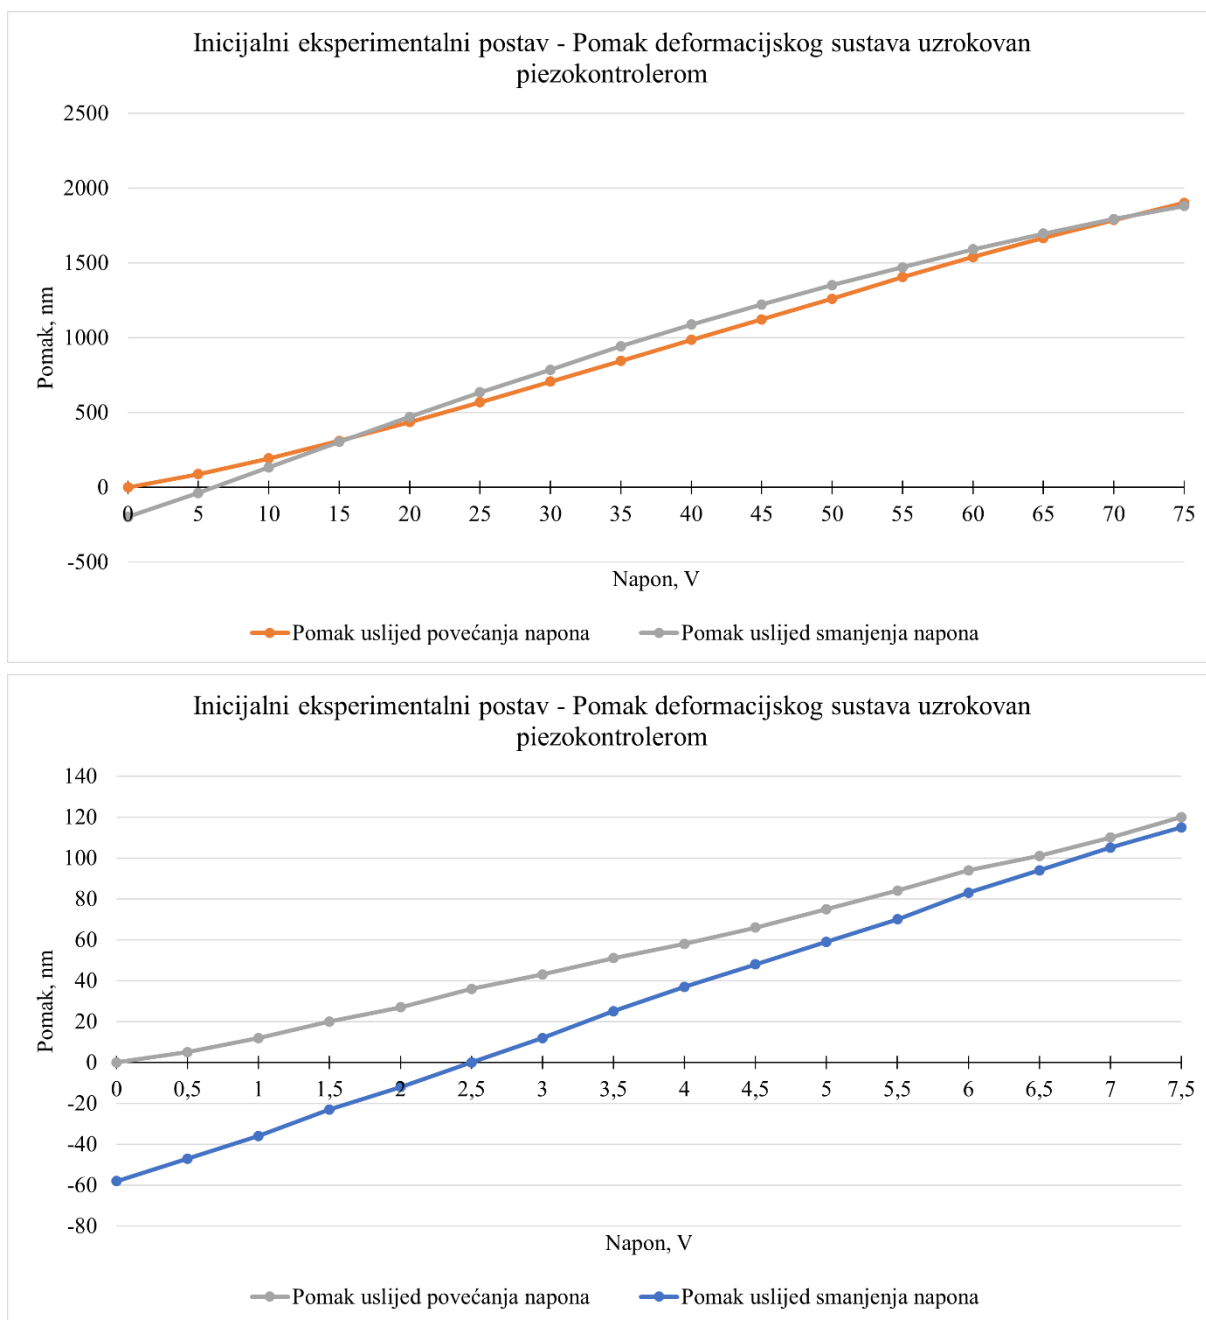 Inicijalni eksperimentalni postav - Pomak deformacijskog sustava uzrokovan
piezokontrolerom
2500
2000
1500
1000
500
0
-500
Pomak, nm
0 5 10 15 20 25 30 35 40 45 50 55 60 65 70 75
Napon, V
Pomak uslijed povećanja napona Pomak uslijed smanjenja napona
Inicijalni eksperimentalni postav - Pomak deformacijskog sustava uzrokovan
piezokontrolerom
140
120
100
80
60
40
20
0
-20
-40
-60
-80
Pomak, nm
0 0,5 1 1,5 2 2,5 3 3,5 4 4,5 5 5,5 6 6,5 7 7,5
Napon, V
Pomak uslijed povećanja napona Pomak uslijed smanjenja napona